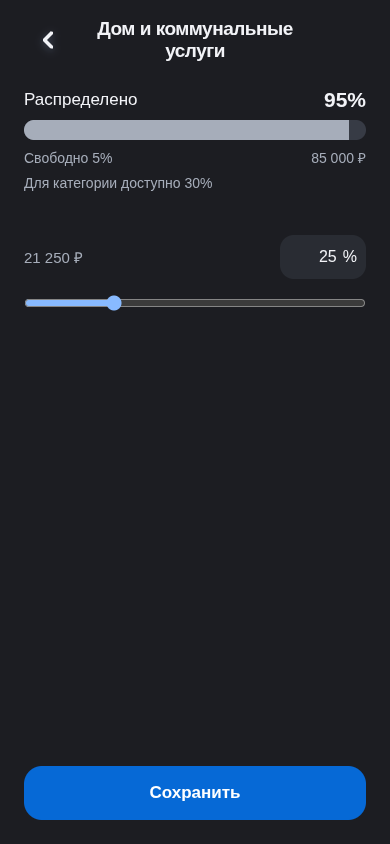 Дом и коммунальные
услуги
Распределено 95%
Свободно 5% 85 000 ₽
Для категории доступно 30%
21 250 ₽ 25 %
Сохранить